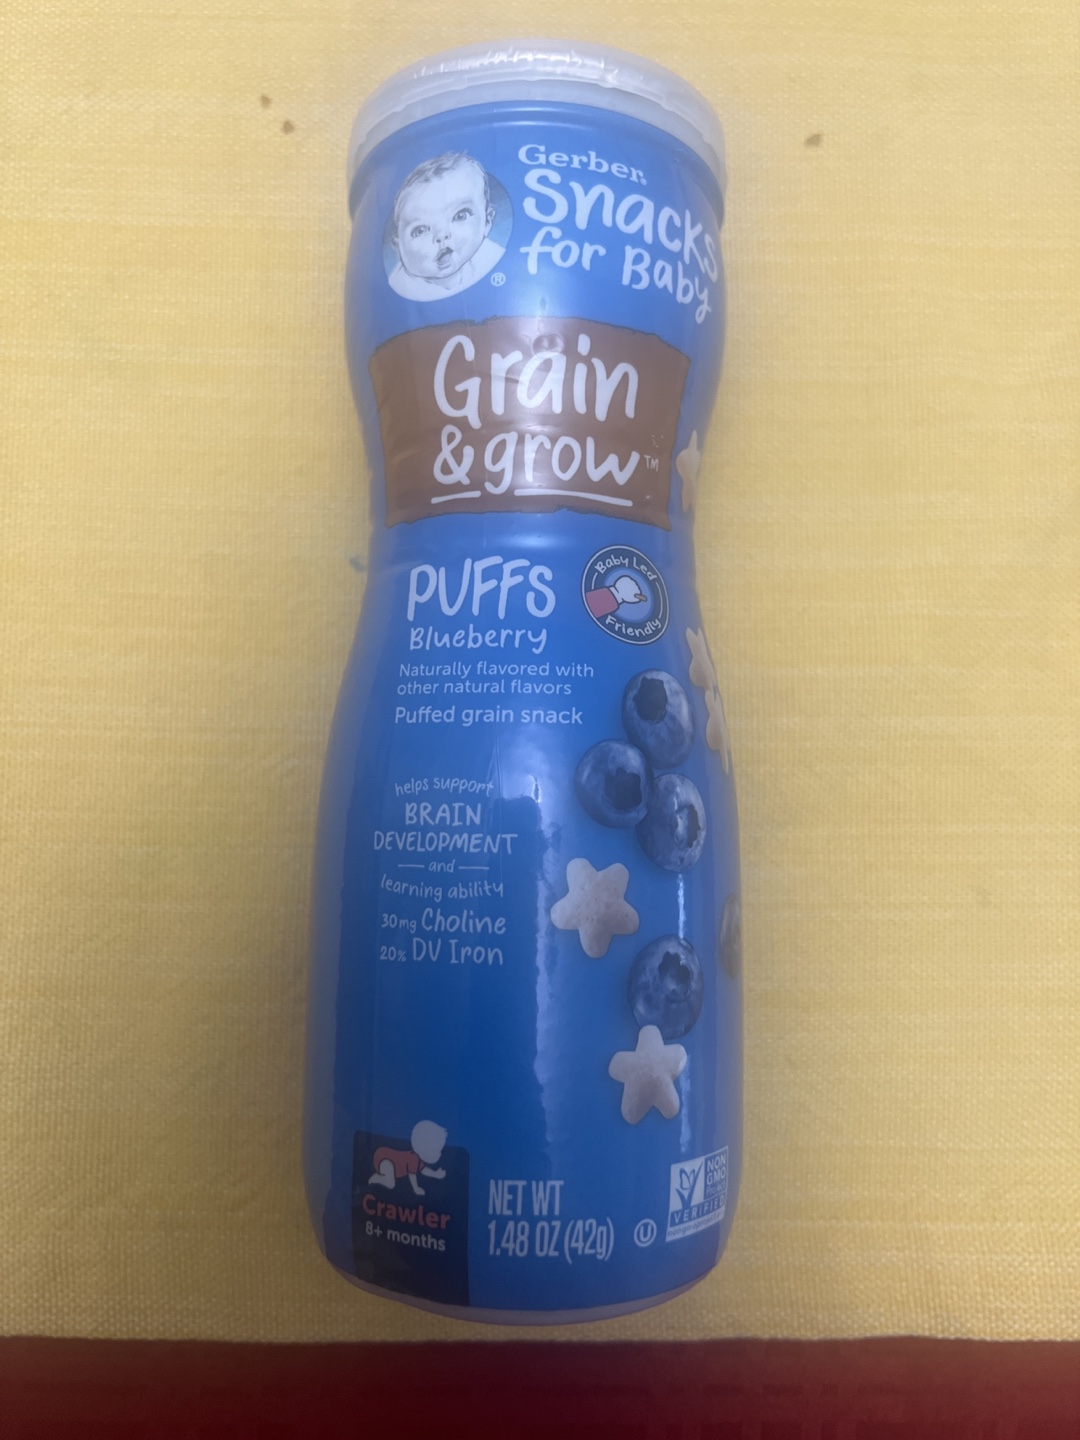 Gerber®
Snacks
for Baby
®
Grain
& grow™
PUFFS
Blueberry
Baby Led
Friendly
Naturally flavored with
other natural flavors
Puffed grain snack
helps support
BRAIN
DEVELOPMENT
and
learning ability
30mg Choline
20% DV Iron
Crawler
8+ months
NET WT
1.48 OZ (42g)
U
NON
GMO
Project
VERIFIED